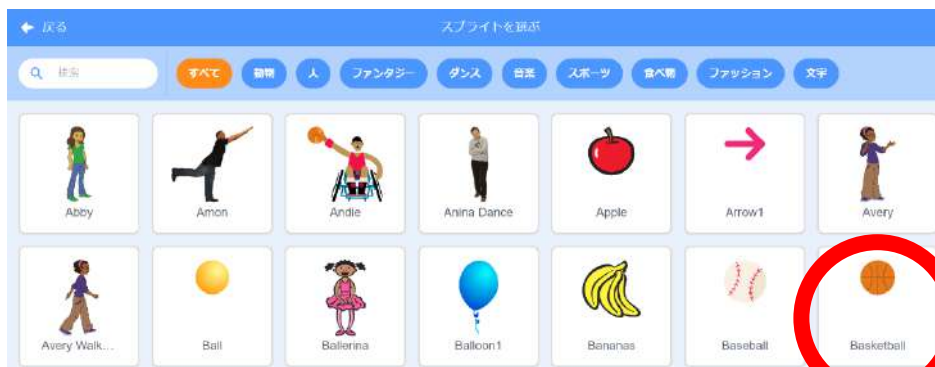 戻る
スプライトを選ぶ
検索
すべて 動物 人 ファンタジー ダンス 音楽 スポーツ 食べ物 ファッション 文字
Abby Amon Andie Anina Dance Apple Arrow1 Avery
Avery Walk... Ball Ballerina Balloon1 Bananas Baseball Basketball